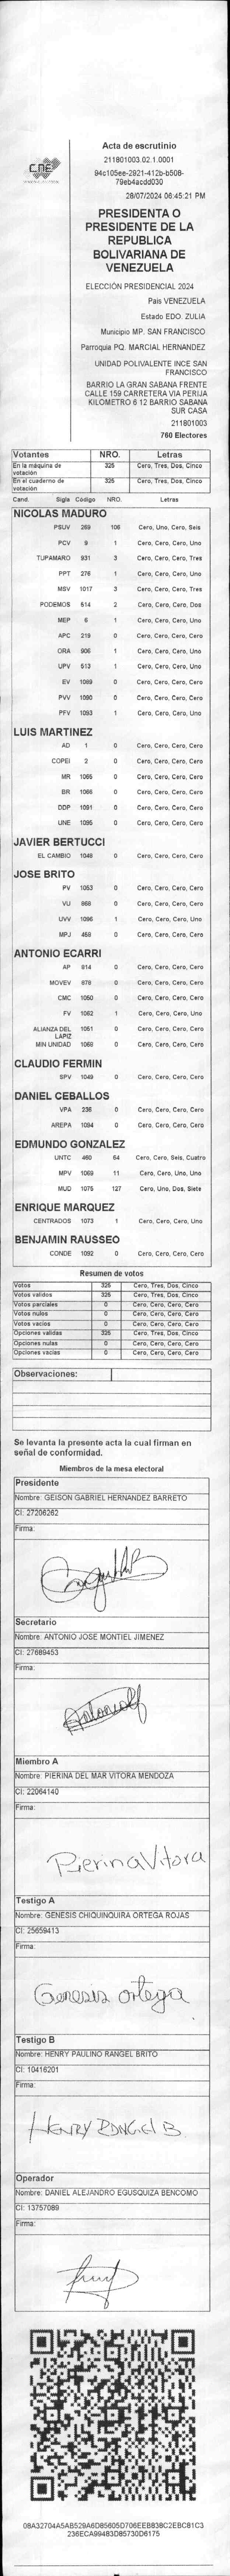 CNE
Acta de escrutinio
211801003.02.1.0001
94c105ee-2921-412b-b508-
79eb4acdd030
28/07/2024 06:45:21 PM
PRESIDENTA O
PRESIDENTE DE LA
REPUBLICA
BOLIVARIANA DE
VENEZUELA
ELECCIÓN PRESIDENCIAL 2024
Pais VENEZUELA
Estado EDO. ZULIA
Municipio MP. SAN FRANCISCO
Parroquia PQ. MARCIAL HERNANDEZ
UNIDAD POLIVALENTE INCE SAN
FRANCISCO
BARRIO LA GRAN SABANA FRENTE
CALLE 159 CARRETERA VIA PERIJA
KILOMETRO 6 12 BARRIO SABANA
SUR CASA
211801003
760 Electores
Votantes NRO. Letras
En la máquina de votación 325 Cero, Tres, Dos, Cinco
En el cuaderno de votación 325 Cero, Tres, Dos, Cinco
Cand. Sigla Código NRO. Letras
NICOLAS MADURO
PSUV 269 106 Cero, Uno, Cero, Seis
PCV 9 1 Cero, Cero, Cero, Uno
TUPAMARO 931 3 Cero, Cero, Cero, Tres
PPT 276 1 Cero, Cero, Cero, Uno
MSV 1017 3 Cero, Cero, Cero, Tres
PODEMOS 514 2 Cero, Cero, Cero, Dos
MEP 6 1 Cero, Cero, Cero, Uno
APC 219 0 Cero, Cero, Cero, Cero
ORA 906 1 Cero, Cero, Cero, Uno
UPV 513 1 Cero, Cero, Cero, Uno
EV 1089 0 Cero, Cero, Cero, Cero
PVV 1090 0 Cero, Cero, Cero, Cero
PFV 1093 1 Cero, Cero, Cero, Uno
LUIS MARTINEZ
AD 1 0 Cero, Cero, Cero, Cero
COPEI 2 0 Cero, Cero, Cero, Cero
MR 1065 0 Cero, Cero, Cero, Cero
BR 1066 0 Cero, Cero, Cero, Cero
DDP 1091 0 Cero, Cero, Cero, Cero
UNE 1095 0 Cero, Cero, Cero, Cero
JAVIER BERTUCCI
EL CAMBIO 1048 0 Cero, Cero, Cero, Cero
JOSE BRITO
PV 1053 0 Cero, Cero, Cero, Cero
VU 868 0 Cero, Cero, Cero, Cero
UVV 1096 1 Cero, Cero, Cero, Uno
MPJ 458 0 Cero, Cero, Cero, Cero
ANTONIO ECARRI
AP 814 0 Cero, Cero, Cero, Cero
MOVEV 678 0 Cero, Cero, Cero, Cero
CMC 1050 0 Cero, Cero, Cero, Cero
FV 1062 1 Cero, Cero, Cero, Uno
ALIANZA DEL LAPIZ 1051 0 Cero, Cero, Cero, Cero
MIN UNIDAD 1068 0 Cero, Cero, Cero, Cero
CLAUDIO FERMIN
SPV 1049 0 Cero, Cero, Cero, Cero
DANIEL CEBALLOS
VPA 236 0 Cero, Cero, Cero, Cero
AREPA 1094 0 Cero, Cero, Cero, Cero
EDMUNDO GONZALEZ
UNTC 460 64 Cero, Cero, Seis, Cuatro
MPV 1069 11 Cero, Cero, Uno, Uno
MUD 1075 127 Cero, Uno, Dos, Siete
ENRIQUE MARQUEZ
CENTRADOS 1073 1 Cero, Cero, Cero, Uno
BENJAMIN RAUSSEO
CONDE 1092 0 Cero, Cero, Cero, Cero
Resumen de votos
Votos 325 Cero, Tres, Dos, Cinco
Votos validos 325 Cero, Tres, Dos, Cinco
Votos parciales 0 Cero, Cero, Cero, Cero
Votos nulos 0 Cero, Cero, Cero, Cero
Votos vacios 0 Cero, Cero, Cero, Cero
Opciones validas 325 Cero, Tres, Dos, Cinco
Opciones nulas 0 Cero, Cero, Cero, Cero
Opciones vacias 0 Cero, Cero, Cero, Cero
Observaciones:
Se levanta la presente acta la cual firman en
señal de conformidad.
Miembros de la mesa electoral
Presidente
Nombre: GEISON GABRIEL HERNANDEZ BARRETO
CI: 27206262
Firma:
Secretario
Nombre: ANTONIO JOSE MONTIEL JIMENEZ
CI: 27689453
Firma:
Miembro A
Nombre: PIERINA DEL MAR VITORA MENDOZA
CI: 22064140
Firma:
Pierina Vitora
Testigo A
Nombre: GENESIS CHIQUINQUIRA ORTEGA ROJAS
CI: 25659413
Firma:
Genesis ortega
Testigo B
Nombre: HENRY PAULINO RANGEL BRITO
CI: 10416201
Firma:
HENRY RANGEL B.
Operador
Nombre: DANIEL ALEJANDRO EGUSQUIZA BENCOMO
CI: 13757089
Firma:
08A32704A5AB529A6D85605D706EEB838C2EBC81C3
236ECA99483D85730D6175